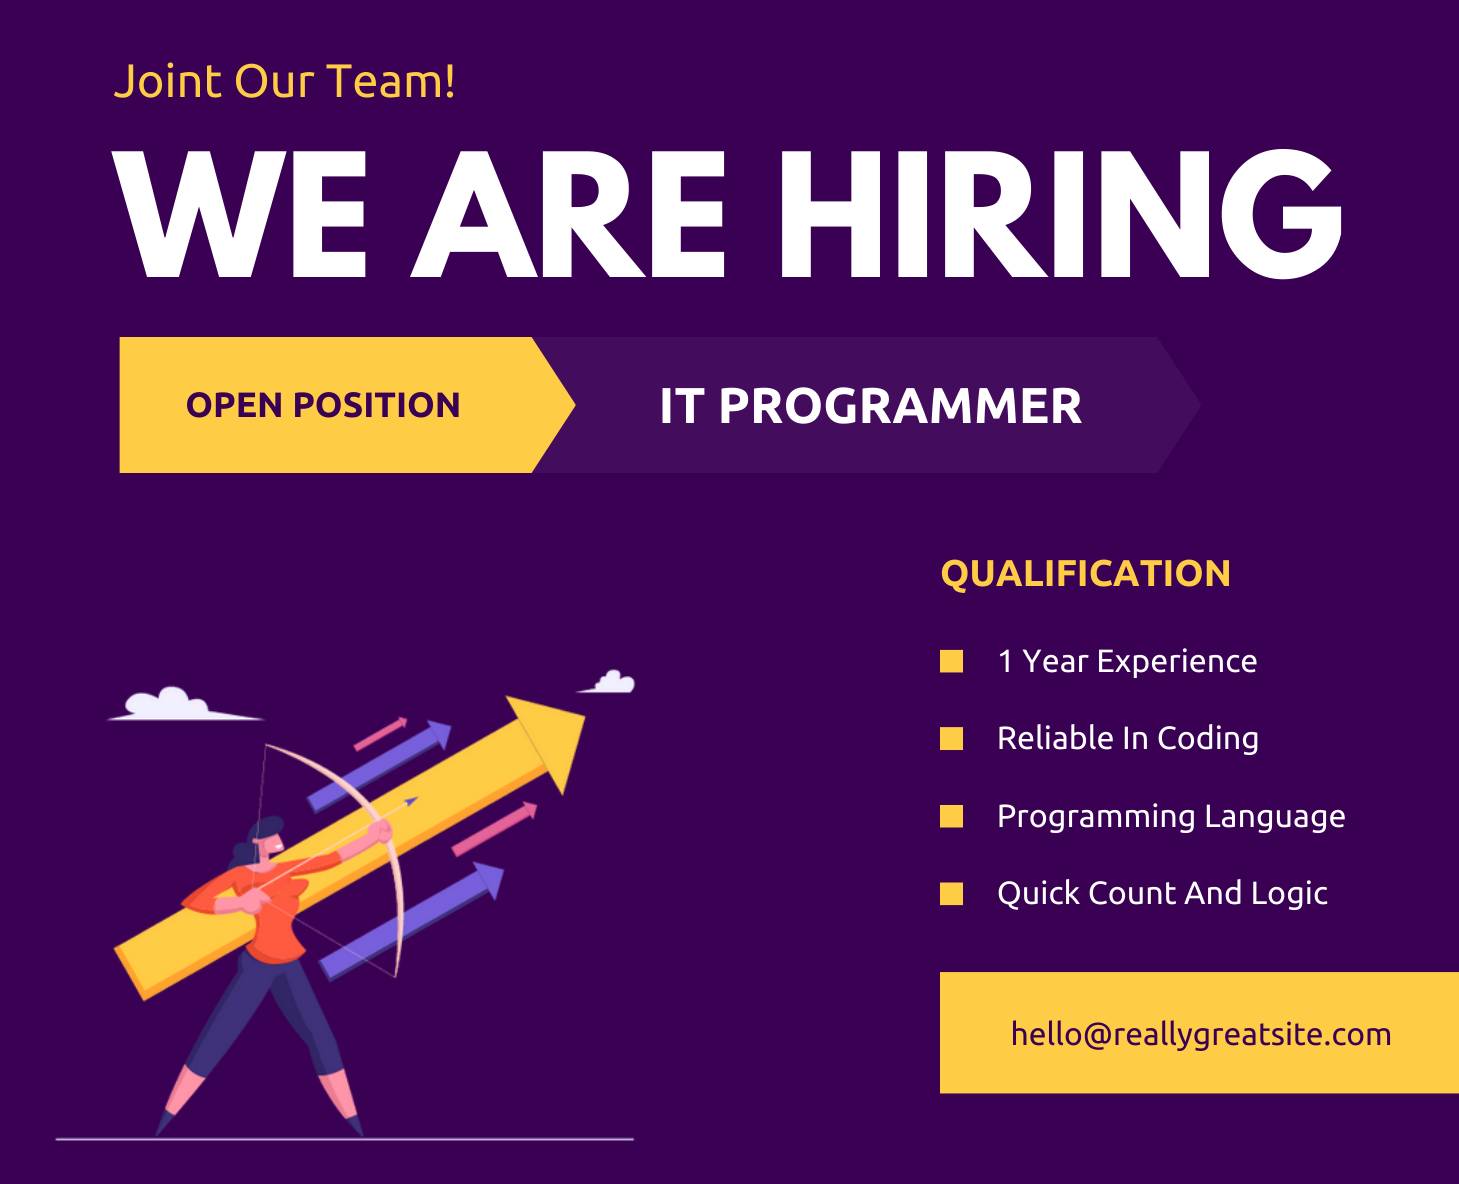 Joint Our Team!
WE ARE HIRING
OPEN POSITION
IT PROGRAMMER
QUALIFICATION
1 Year Experience
Reliable In Coding
Programming Language
Quick Count And Logic
hello@reallygreatsite.com